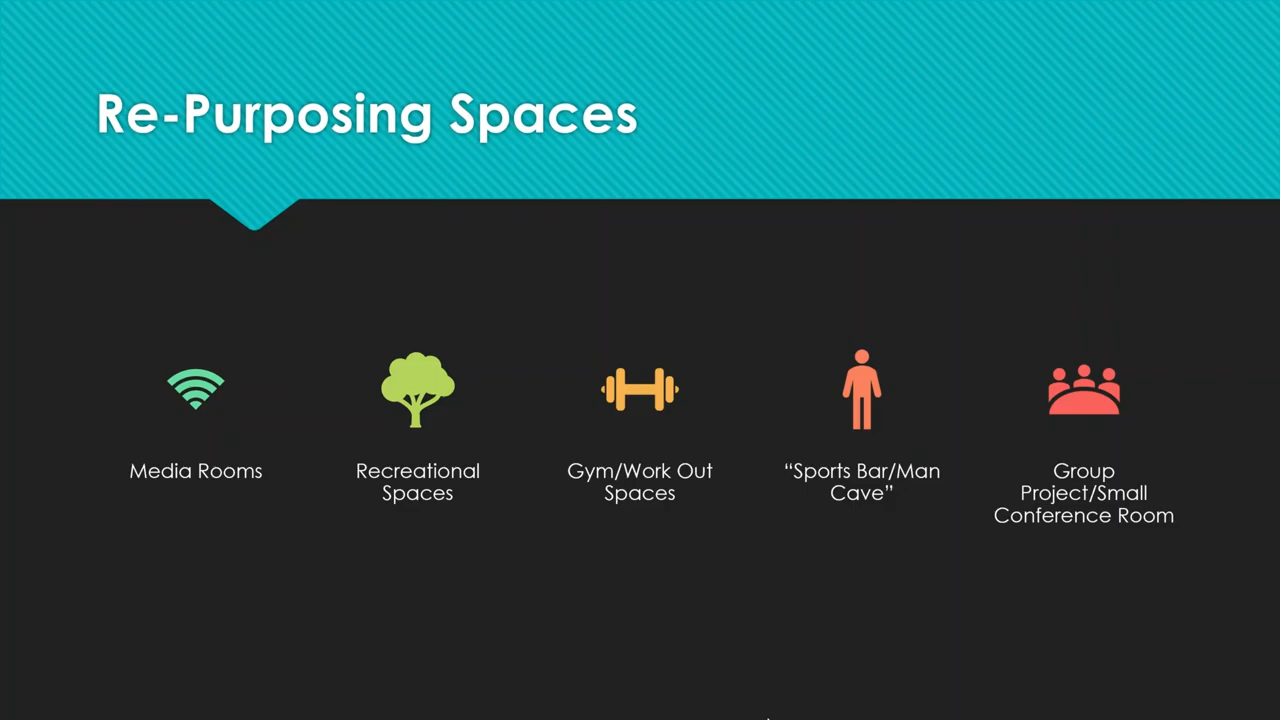 Re-Purposing Spaces
Media Rooms
Recreational
Spaces
Gym/Work Out
Spaces
“Sports Bar/Man
Cave”
Group
Project/Small
Conference Room